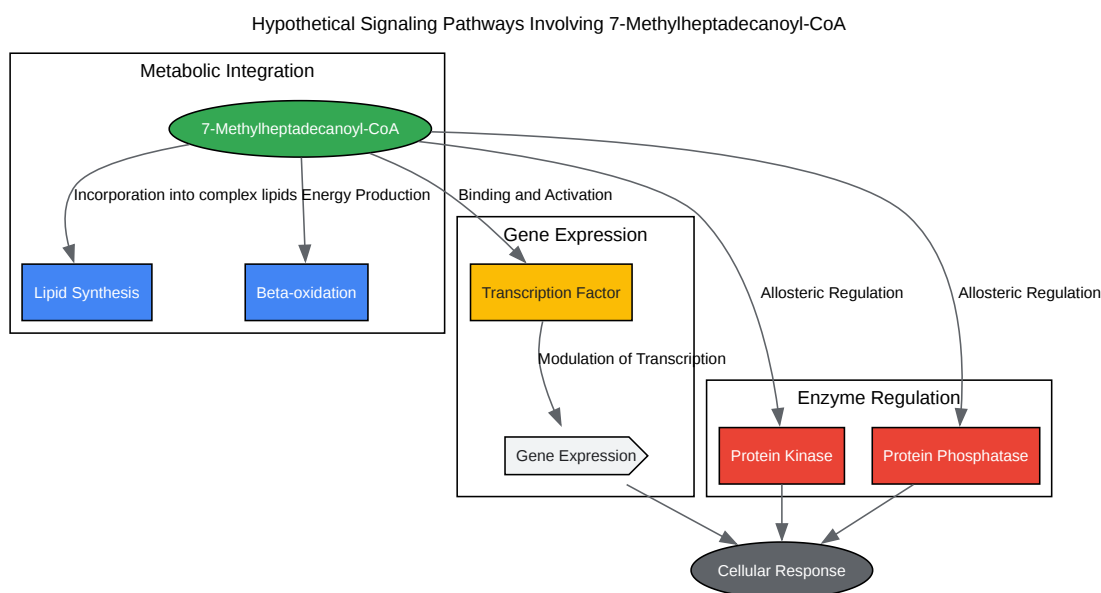 Hypothetical Signaling Pathways Involving 7-Methylheptadecanoyl-CoA
Metabolic Integration
7-Methylheptadecanoyl-CoA
Incorporation into complex lipids
Energy Production
Binding and Activation
Gene Expression
Lipid Synthesis
Beta-oxidation
Transcription Factor
Allosteric Regulation
Allosteric Regulation
Modulation of Transcription
Enzyme Regulation
Gene Expression
Protein Kinase
Protein Phosphatase
Cellular Response